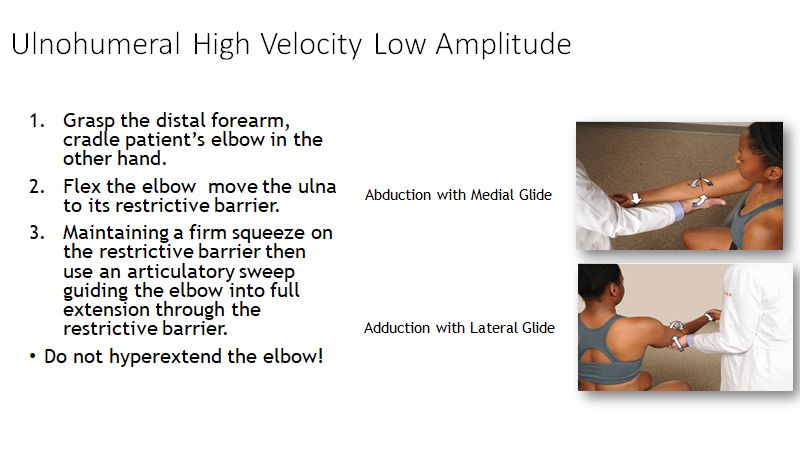 Ulnohumeral High Velocity Low Amplitude
1. Grasp the distal forearm,
cradle patient's elbow in the
other hand.
2. Flex the elbow  move the ulna
to its restrictive barrier.
3. Maintaining a firm squeeze on
the restrictive barrier then
use an articulatory sweep
guiding the elbow into full
extension through the
restrictive barrier.
• Do not hyperextend the elbow!
Abduction with Medial Glide
Adduction with Lateral Glide